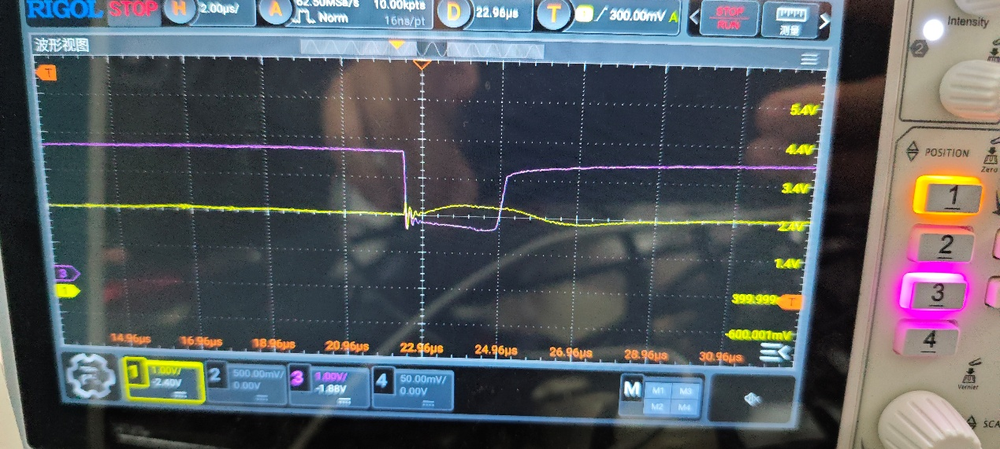 RIGOL STOP H 2.00μs/ A 62.50MSa/s Norm 10.00kpts 16ns/pt D 22.96μs T 300.00mV A STOP RUN 测量
波形视图
T
5.4V
4.4V
3.4V
2.4V
1.4V
399.999
T
-600.001mV
3
1
14.96μs 16.96μs 18.96μs 20.96μs 22.96μs 24.96μs 26.96μs 28.96μs 30.96μs
1 1.00V/ -2.40V
2 500.00mV/ 0.00V
3 1.00V/ -1.88V
4 50.00mV/ 0.00V
M M1 M3 M2 M4
Intensity
2
POSITION
Zero
1
2
3
4
Vernier
SCA